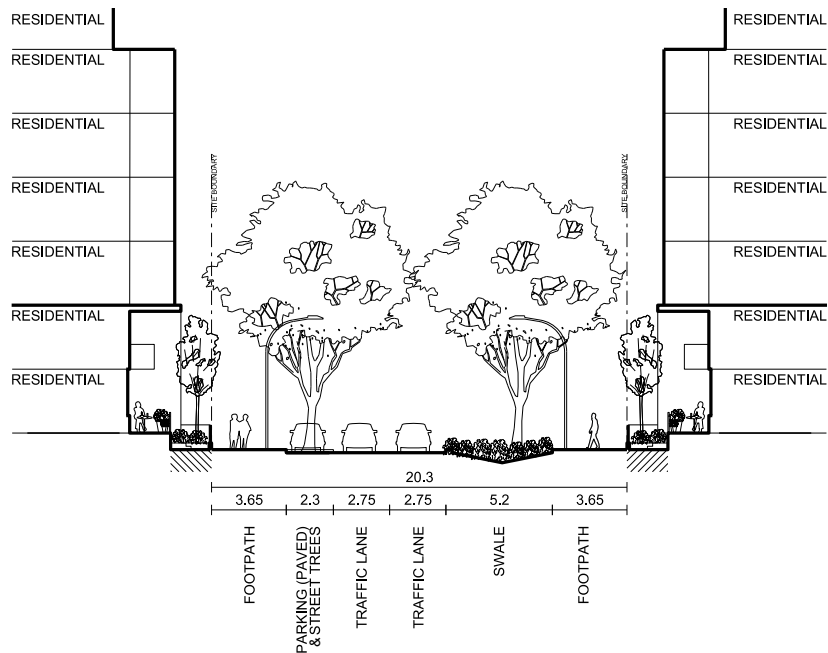 RESIDENTIAL
RESIDENTIAL
RESIDENTIAL
RESIDENTIAL
RESIDENTIAL
RESIDENTIAL
RESIDENTIAL
RESIDENTIAL
RESIDENTIAL
RESIDENTIAL
RESIDENTIAL
RESIDENTIAL
RESIDENTIAL
RESIDENTIAL
SITE BOUNDARY
SITE BOUNDARY
20.3
3.65
2.3
2.75
2.75
5.2
3.65
FOOTPATH
PARKING (PAVED)
& STREET TREES
TRAFFIC LANE
TRAFFIC LANE
SWALE
FOOTPATH